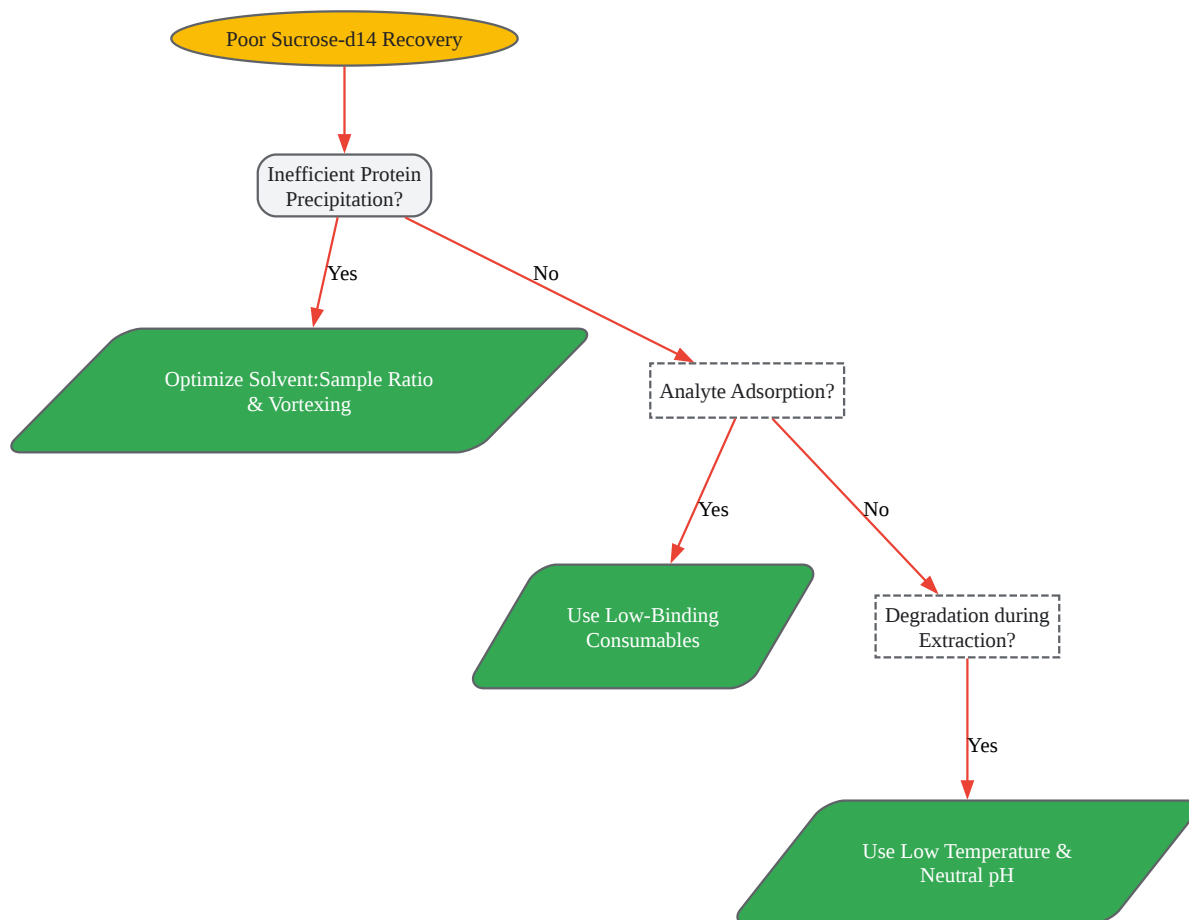 Poor Sucrose-d14 Recovery
Inefficient Protein
Precipitation?
Yes
No
Optimize Solvent:Sample Ratio
& Vortexing
Analyte Adsorption?
Yes
No
Use Low-Binding
Consumables
Degradation during
Extraction?
Yes
Use Low Temperature &
Neutral pH